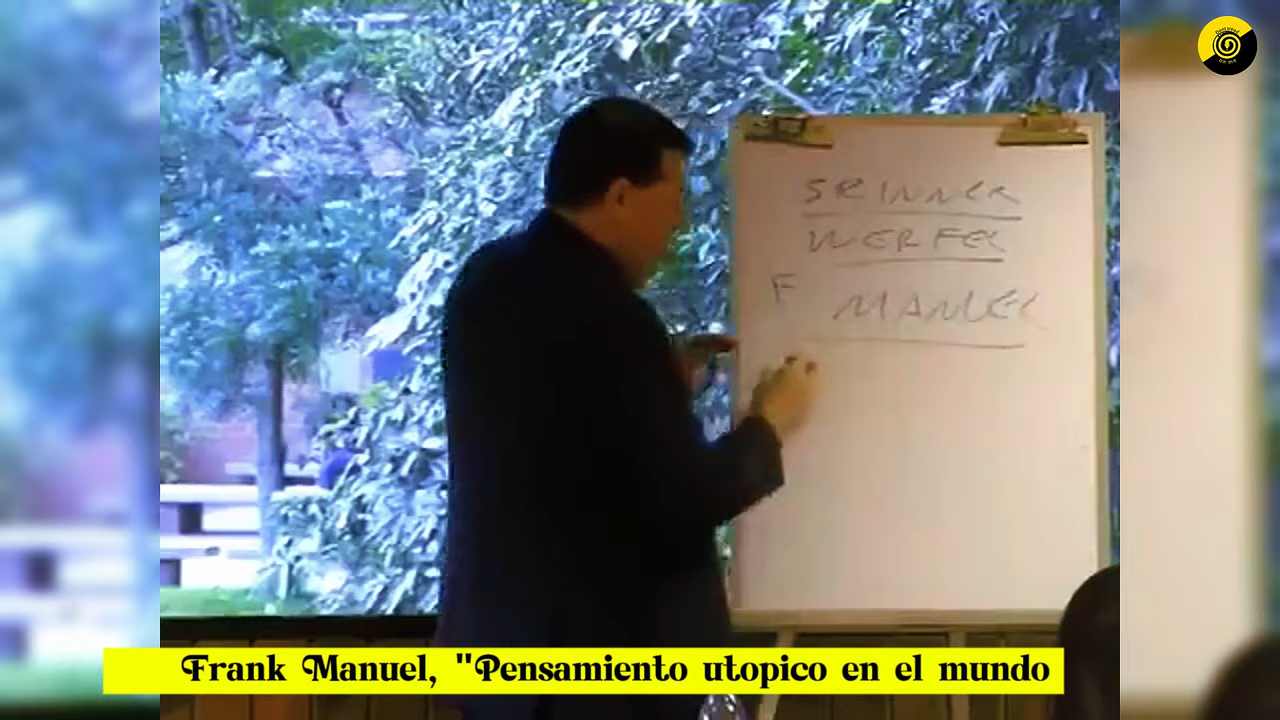 SKINNER
WERFEL
F MANUEL
Frank Manuel, "Pensamiento utopico en el mundo